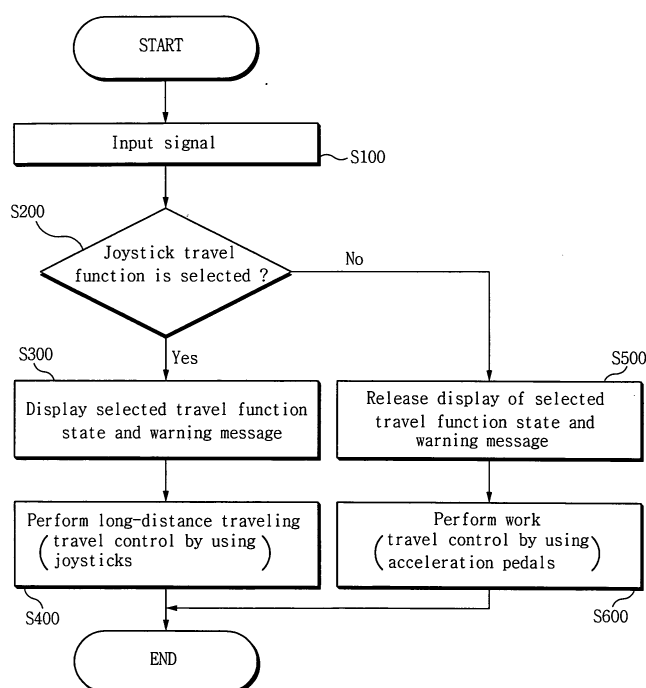 START
Input signal
S100
S200
Joystick travel
function is selected ?
No
Yes
S300
Display selected travel function
state and warning message
S500
Release display of selected
travel function state and
warning message
Perform long-distance traveling
(travel control by using
joysticks)
S400
Perform work
(travel control by using
acceleration pedals)
S600
END